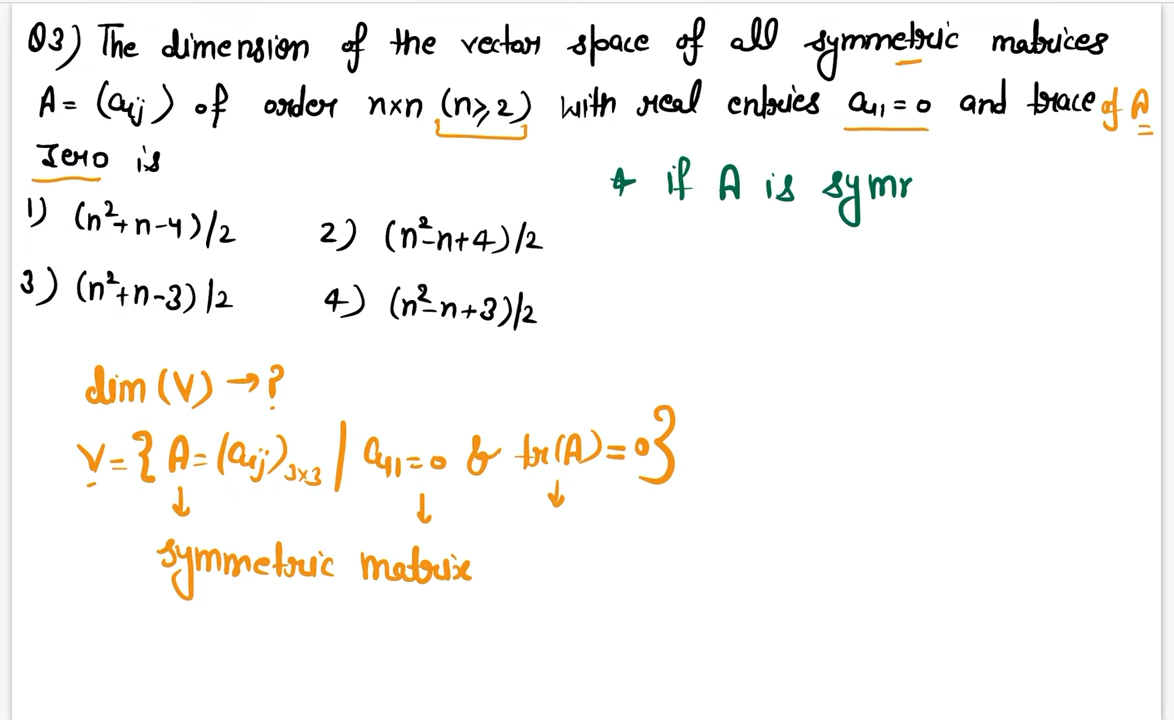 Q3) The dimension of the vector space of all symmetric matrices
A = (aij) of order n×n (n≥2) with real entries a11 = 0 and trace of A
zero is
* if A is symm
1) (n²+n-4)/2 2) (n²-n+4)/2
3) (n²+n-3)/2 4) (n²-n+3)/2
dim (V) → ?
V = { A = (aij)3×3 | a11 = 0 & tr(A) = 0}
↓ ↓ ↓
symmetric matrix